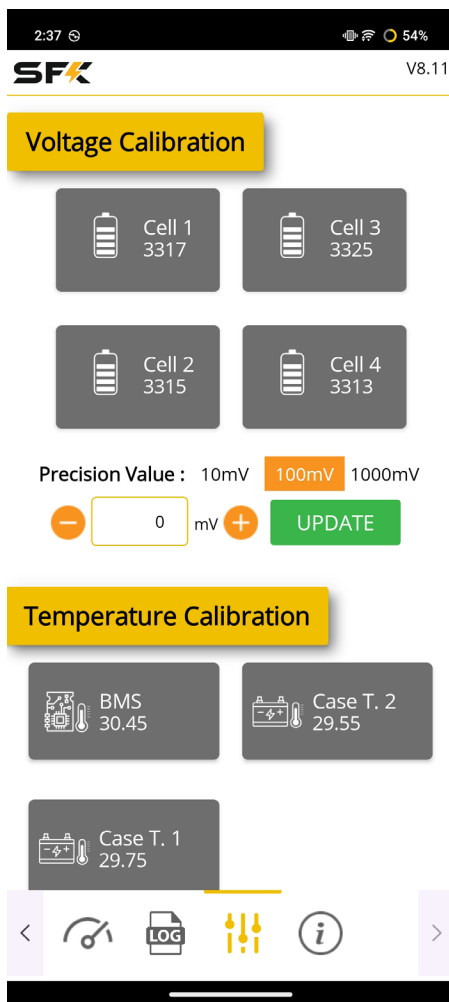 2:37
54%
SFK
V8.11
Voltage Calibration
Cell 1
3317
Cell 3
3325
Cell 2
3315
Cell 4
3313
Precision Value : 10mV 100mV 1000mV
0 mV UPDATE
Temperature Calibration
BMS
30.45
Case T. 2
29.55
Case T. 1
29.75
LOG